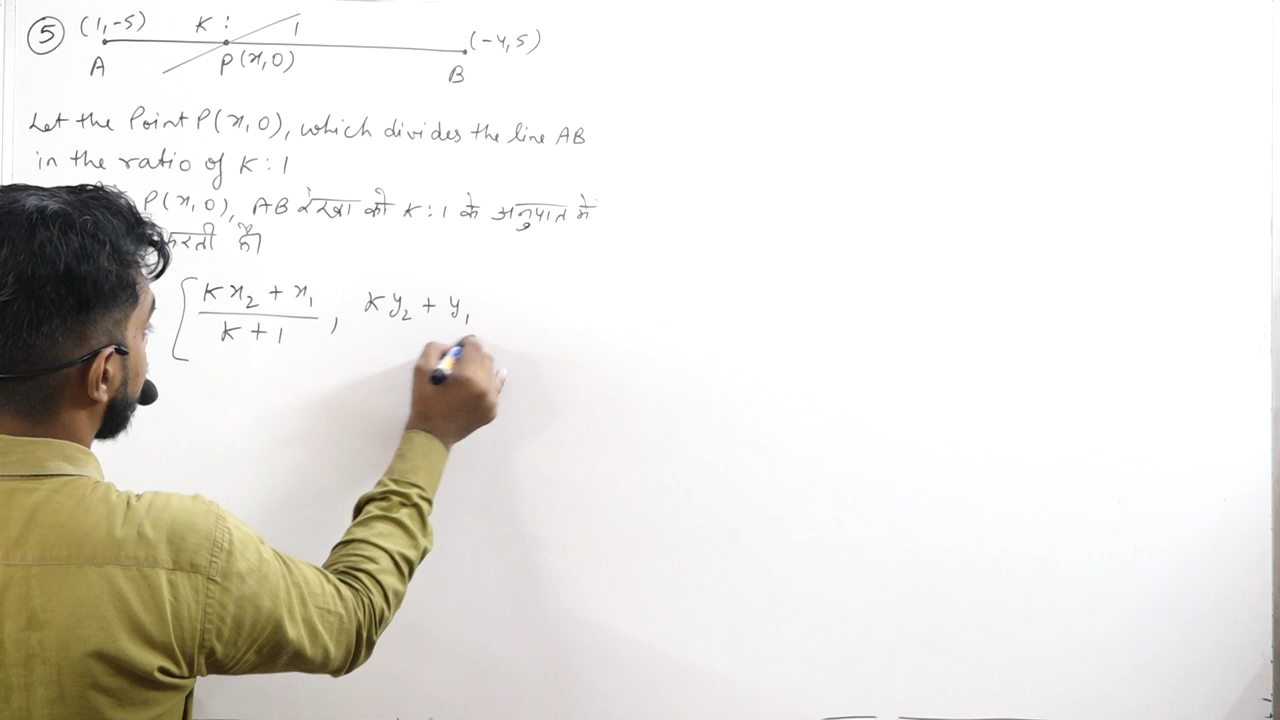 5 (1,-5) K : 1 (-4,5)
A P(x,0) B
Let the Point P(x,0), which divides the line AB
in the ratio of K:1
P(x,0), AB रेखा को K:1 के अनुपात में
करती है।
[ (Kx₂ + x₁)/(K+1) , Ky₂ + y₁